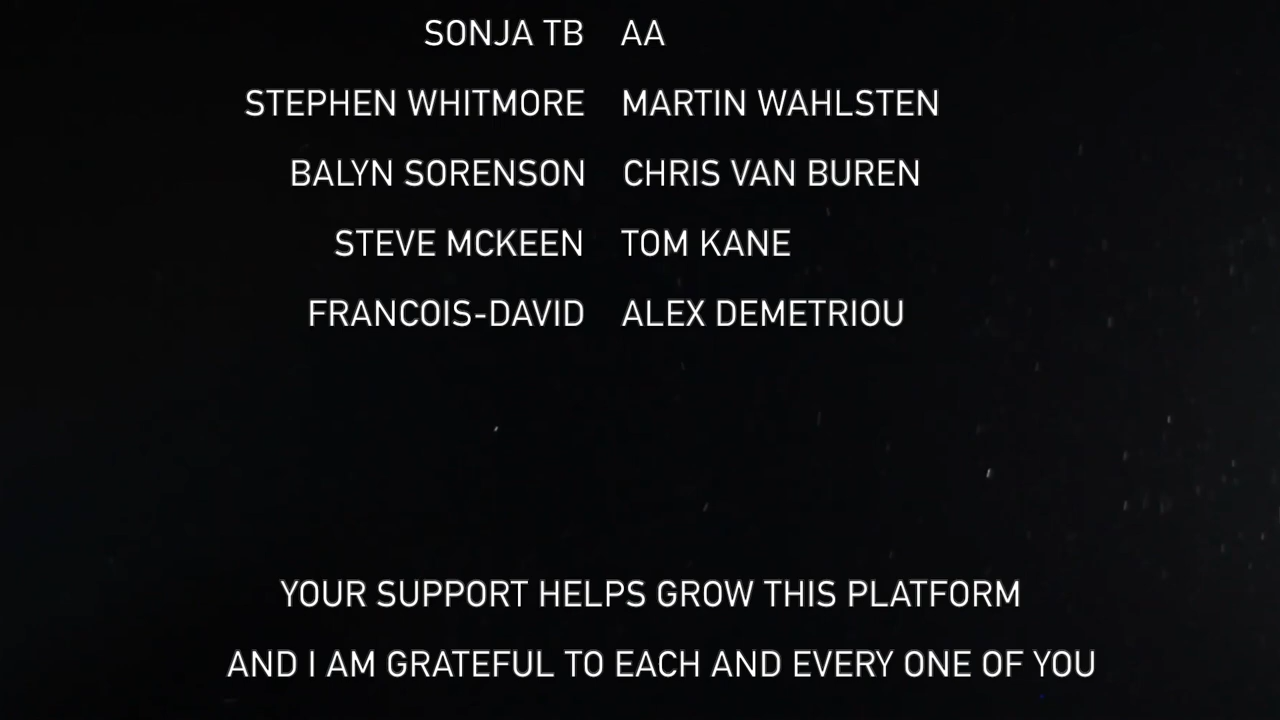 SONJA TB AA
STEPHEN WHITMORE MARTIN WAHLSTEN
BALYN SORENSON CHRIS VAN BUREN
STEVE MCKEEN TOM KANE
FRANCOIS-DAVID ALEX DEMETRIOU
YOUR SUPPORT HELPS GROW THIS PLATFORM
AND I AM GRATEFUL TO EACH AND EVERY ONE OF YOU